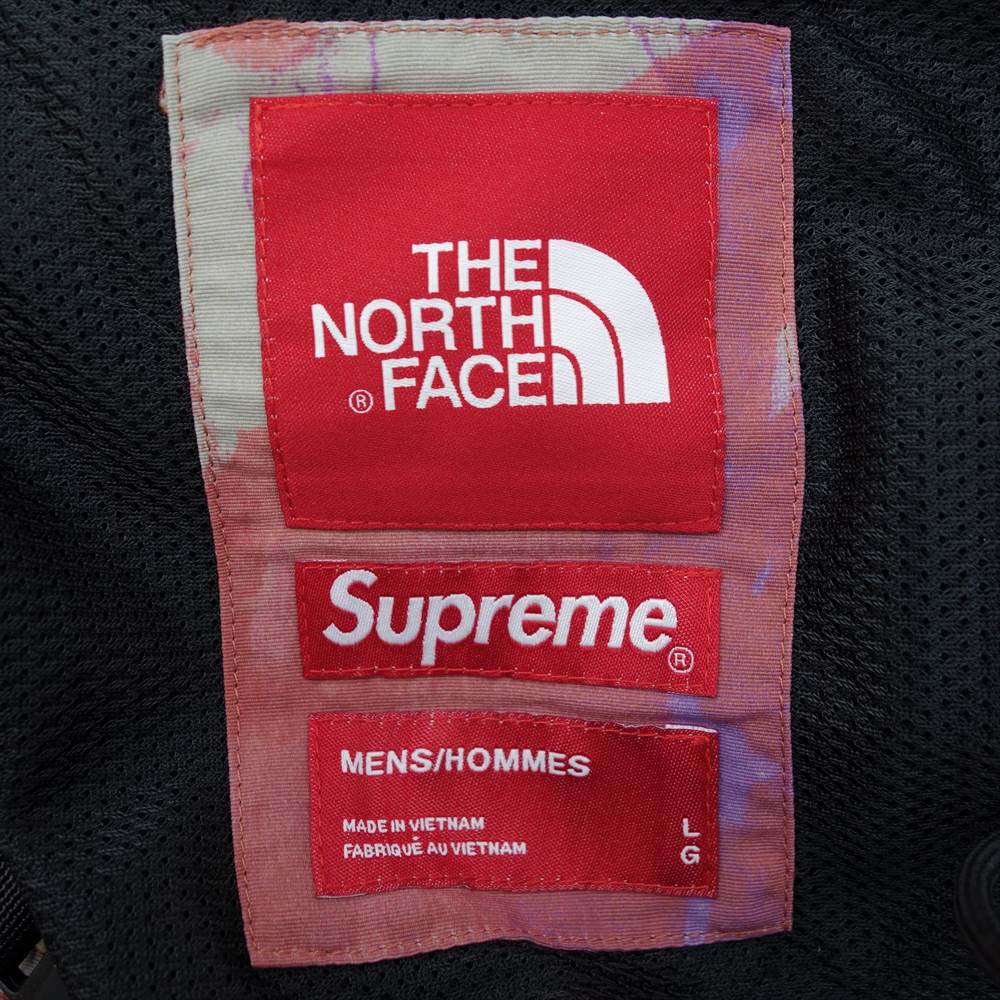 THE
NORTH
FACE
®
Supreme
®
MENS/HOMMES
MADE IN VIETNAM
FABRIQUÉ AU VIETNAM
L
G